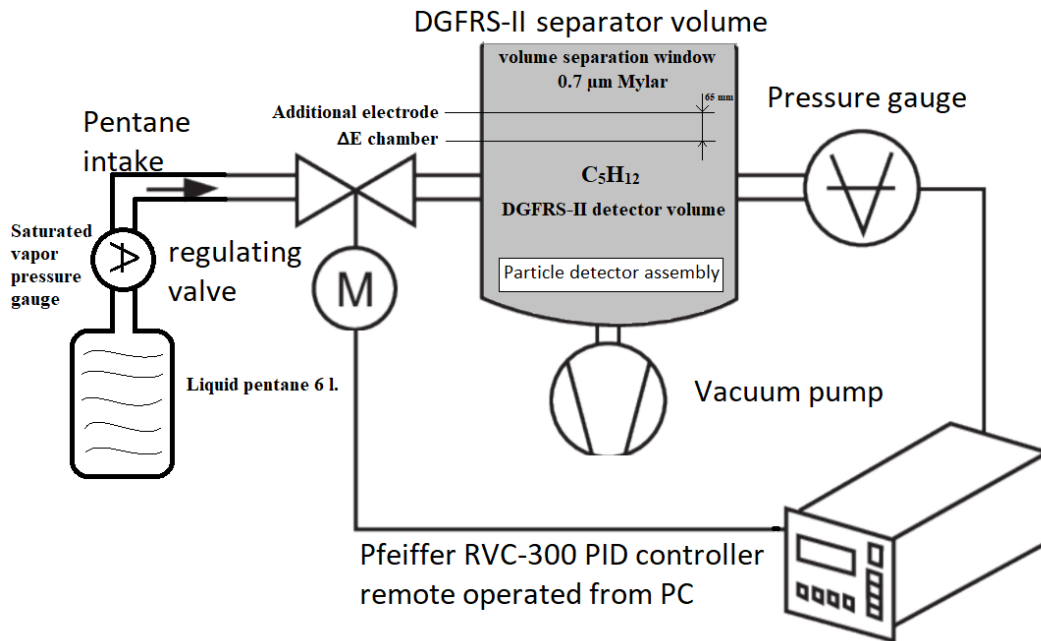 DGFRS-II separator volume
volume separation window
0.7 μm Mylar
65 mm
Additional electrode
ΔE chamber
Pressure gauge
Pentane
intake
C₅H₁₂
DGFRS-II detector volume
Saturated
vapor
pressure
gauge
regulating
valve
M
Particle detector assembly
Liquid pentane 6 l.
Vacuum pump
Pfeiffer RVC-300 PID controller
remote operated from PC